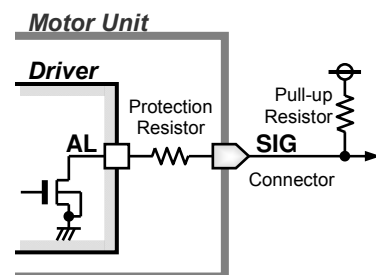 Motor Unit
Driver
Protection
Resistor
Pull-up
Resistor
AL
SIG
Connector